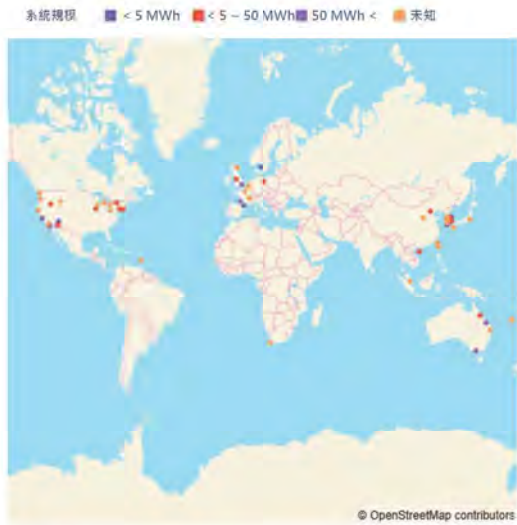 系統規模 < 5 MWh < 5 ~ 50 MWh 50 MWh < 未知
© OpenStreetMap contributors